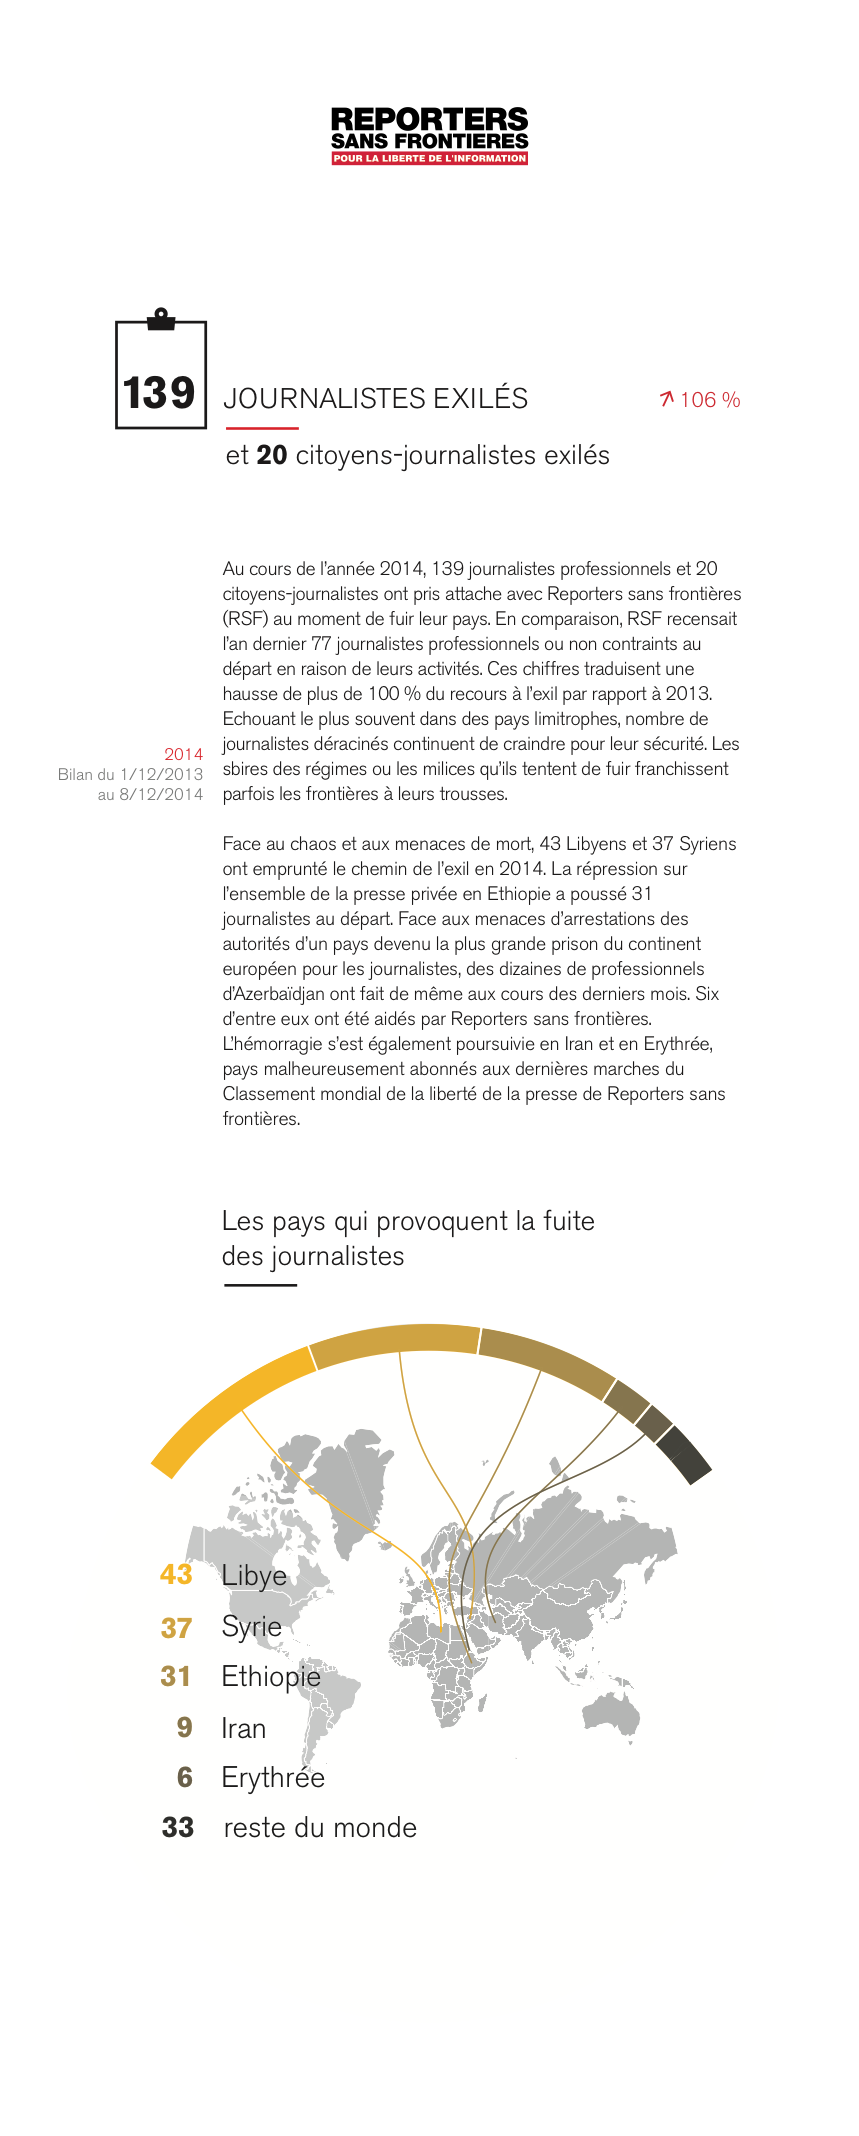 REPORTERS
SANS FRONTIERES
POUR LA LIBERTE DE L'INFORMATION
139 JOURNALISTES EXILÉS 106 %
et 20 citoyens-journalistes exilés
Au cours de l'année 2014, 139 journalistes professionnels et 20
citoyens-journalistes ont pris attache avec Reporters sans frontières
(RSF) au moment de fuir leur pays. En comparaison, RSF recensait
l'an dernier 77 journalistes professionnels ou non contraints au
départ en raison de leurs activités. Ces chiffres traduisent une
hausse de plus de 100 % du recours à l'exil par rapport à 2013.
Echouant le plus souvent dans des pays limitrophes, nombre de
journalistes déracinés continuent de craindre pour leur sécurité. Les
sbires des régimes ou les milices qu'ils tentent de fuir franchissent
parfois les frontières à leurs trousses.
2014
Bilan du 1/12/2013
au 8/12/2014
Face au chaos et aux menaces de mort, 43 Libyens et 37 Syriens
ont emprunté le chemin de l'exil en 2014. La répression sur
l'ensemble de la presse privée en Ethiopie a poussé 31
journalistes au départ. Face aux menaces d'arrestations des
autorités d'un pays devenu la plus grande prison du continent
européen pour les journalistes, des dizaines de professionnels
d'Azerbaïdjan ont fait de même aux cours des derniers mois. Six
d'entre eux ont été aidés par Reporters sans frontières.
L'hémorragie s'est également poursuivie en Iran et en Erythrée,
pays malheureusement abonnés aux dernières marches du
Classement mondial de la liberté de la presse de Reporters sans
frontières.
Les pays qui provoquent la fuite
des journalistes
43 Libye
37 Syrie
31 Ethiopie
9 Iran
6 Erythrée
33 reste du monde